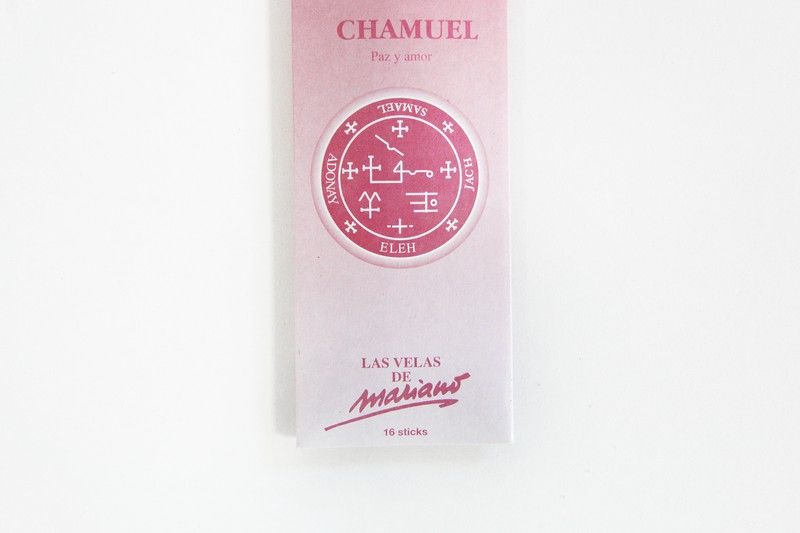 CHAMUEL
Paz y amor
SAMAEL
ADONAY
JACH
ELEH
LAS VELAS
DE
mariano
16 sticks